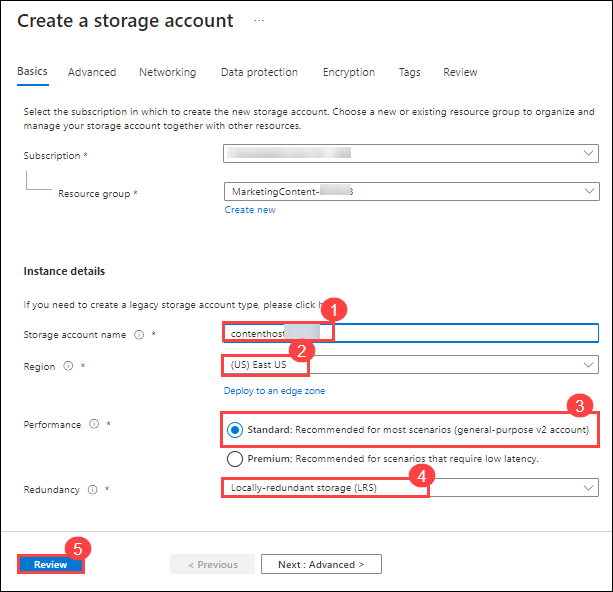 Create a storage account ...
Basics Advanced Networking Data protection Encryption Tags Review
Select the subscription in which to create the new storage account. Choose a new or existing resource group to organize and
manage your storage account together with other resources.
Subscription *
Resource group * MarketingContent-
Create new
Instance details
If you need to create a legacy storage account type, please click
1
Storage account name * contenthost
2
Region * (US) East US
Deploy to an edge zone
3
Performance * Standard: Recommended for most scenarios (general-purpose v2 account)
Premium: Recommended for scenarios that require low latency.
4
Redundancy * Locally-redundant storage (LRS)
5
Review < Previous Next : Advanced >